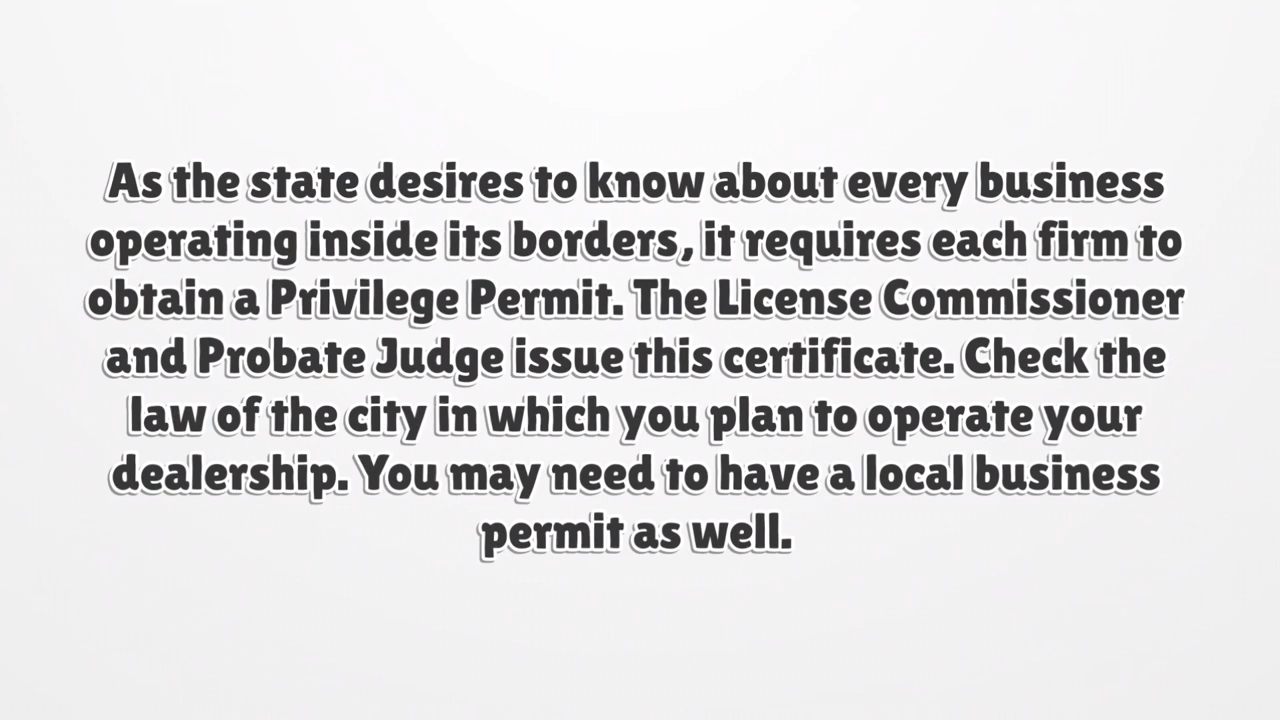 As the state desires to know about every business
operating inside its borders, it requires each firm to
obtain a Privilege Permit. The License Commissioner
and Probate Judge issue this certificate. Check the
law of the city in which you plan to operate your
dealership. You may need to have a local business
permit as well.